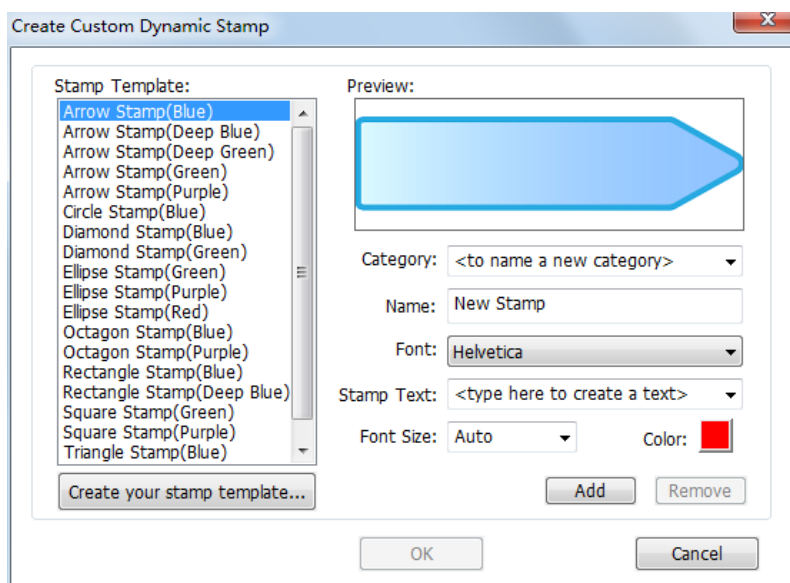 Create Custom Dynamic Stamp
Stamp Template:
Arrow Stamp(Blue)
Arrow Stamp(Deep Blue)
Arrow Stamp(Deep Green)
Arrow Stamp(Green)
Arrow Stamp(Purple)
Circle Stamp(Blue)
Diamond Stamp(Blue)
Diamond Stamp(Green)
Ellipse Stamp(Green)
Ellipse Stamp(Purple)
Ellipse Stamp(Red)
Octagon Stamp(Blue)
Octagon Stamp(Purple)
Rectangle Stamp(Blue)
Rectangle Stamp(Deep Blue)
Square Stamp(Green)
Square Stamp(Purple)
Triangle Stamp(Blue)
Create your stamp template...
Preview:
Category: <to name a new category>
Name: New Stamp
Font: Helvetica
Stamp Text: <type here to create a text>
Font Size: Auto Color:
Add Remove
OK Cancel